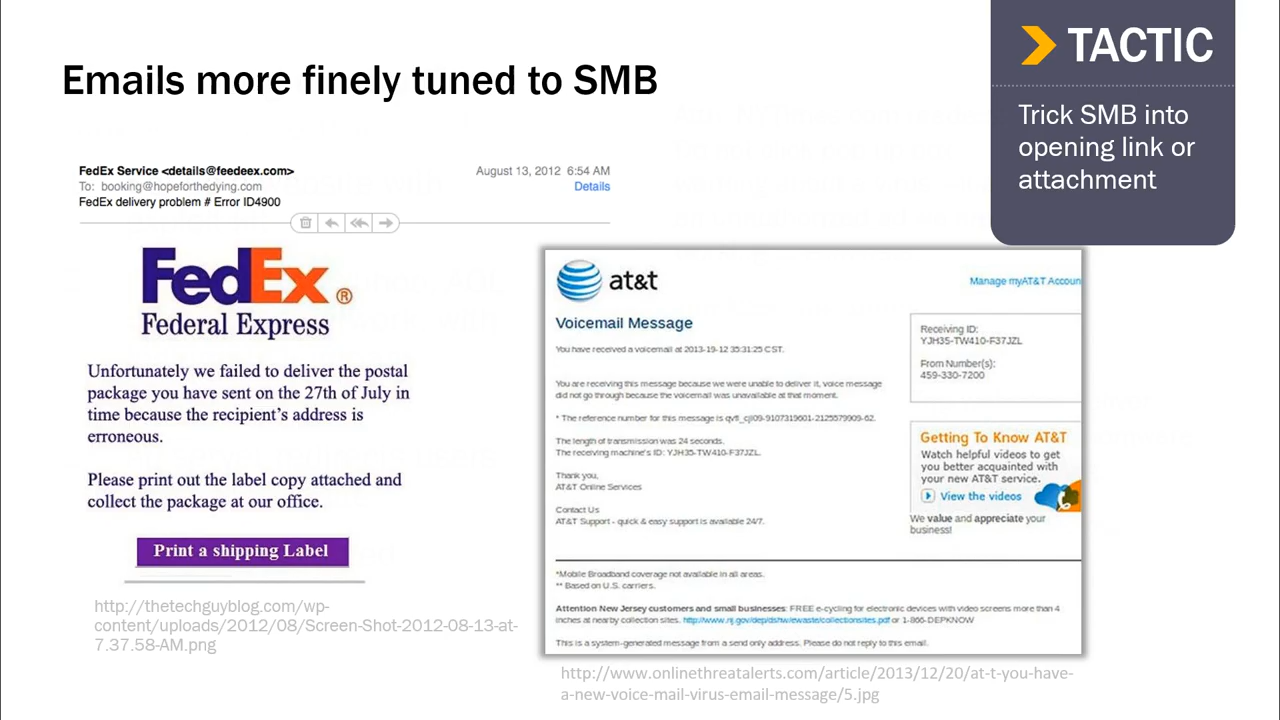 Emails more finely tuned to SMB
TACTIC
Trick SMB into
opening link or
attachment
FedEx Service <details@feedeex.com>
August 13, 2012 6:54 AM
To: booking@hopeforthedying.com
Details
FedEx delivery problem # Error ID4900
FedEx ®
Federal Express
Unfortunately we failed to deliver the postal
package you have sent on the 27th of July in
time because the recipient's address is
erroneous.
Please print out the label copy attached and
collect the package at our office.
Print a shipping Label
http://thetechguyblog.com/wp-
content/uploads/2012/08/Screen-Shot-2012-08-13-at-
7.37.58-AM.png
at&t
Manage myAT&T Accoun
Voicemail Message
You have received a voicemail at 2013-19-12 35:31:25 CST.
You are receiving this message because we were unable to deliver it, voice message
did not go through because the voicemail was unavailable at that moment.
* The reference number for this message is qvfl_cjl09-9107319601-2125579909-62.
The length of transmission was 24 seconds.
The receiving machine's ID: YJH35-TW410-F37JZL.
Thank you,
AT&T Online Services
Contact Us
AT&T Support - quick & easy support is available 24/7.
Receiving ID:
YJH35-TW410-F37JZL
From Number(s):
459-330-7200
Getting To Know AT&T
Watch helpful videos to get
you better acquainted with
your new AT&T service.
View the videos
We value and appreciate your
business!
*Mobile Broadband coverage not available in all areas.
** Based on U.S. carriers.
Attention New Jersey customers and small businesses: FREE e-cycling for electronic devices with video screens more than 4
inches at nearby collection sites. http://www.nj.gov/dep/dshw/ewaste/collectionsites.pdf or 1-866-DEPKNOW
This is a system-generated message from a send only address. Please do not reply to this email.
http://www.onlinethreatalerts.com/article/2013/12/20/at-t-you-have-
a-new-voice-mail-virus-email-message/5.jpg